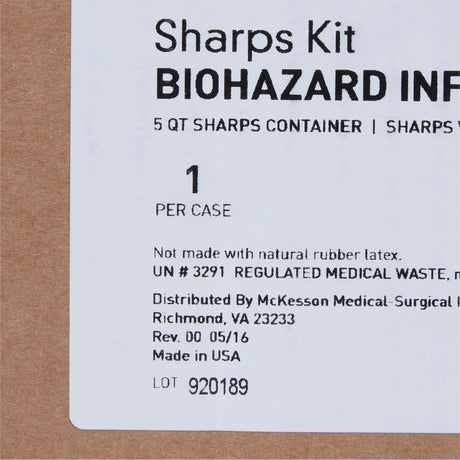 Sharps Kit
BIOHAZARD INF
5 QT SHARPS CONTAINER | SHARPS
1
PER CASE
Not made with natural rubber latex.
UN # 3291 REGULATED MEDICAL WASTE,
Distributed By McKesson Medical-Surgical
Richmond, VA 23233
Rev. 00 05/16
Made in USA
LOT 920189